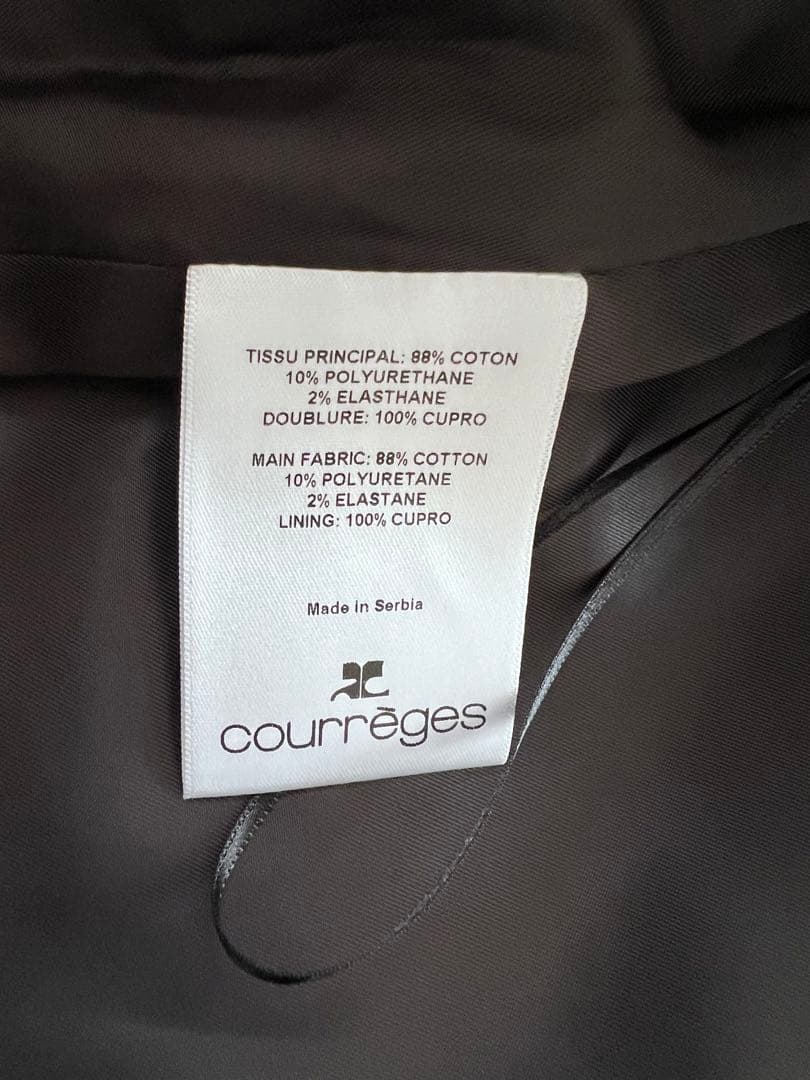 TISSU PRINCIPAL: 88% COTON
10% POLYURETHANE
2% ELASTHANE
DOUBLURE: 100% CUPRO
MAIN FABRIC: 88% COTTON
10% POLYURETANE
2% ELASTANE
LINING: 100% CUPRO
Made in Serbia
courrèges